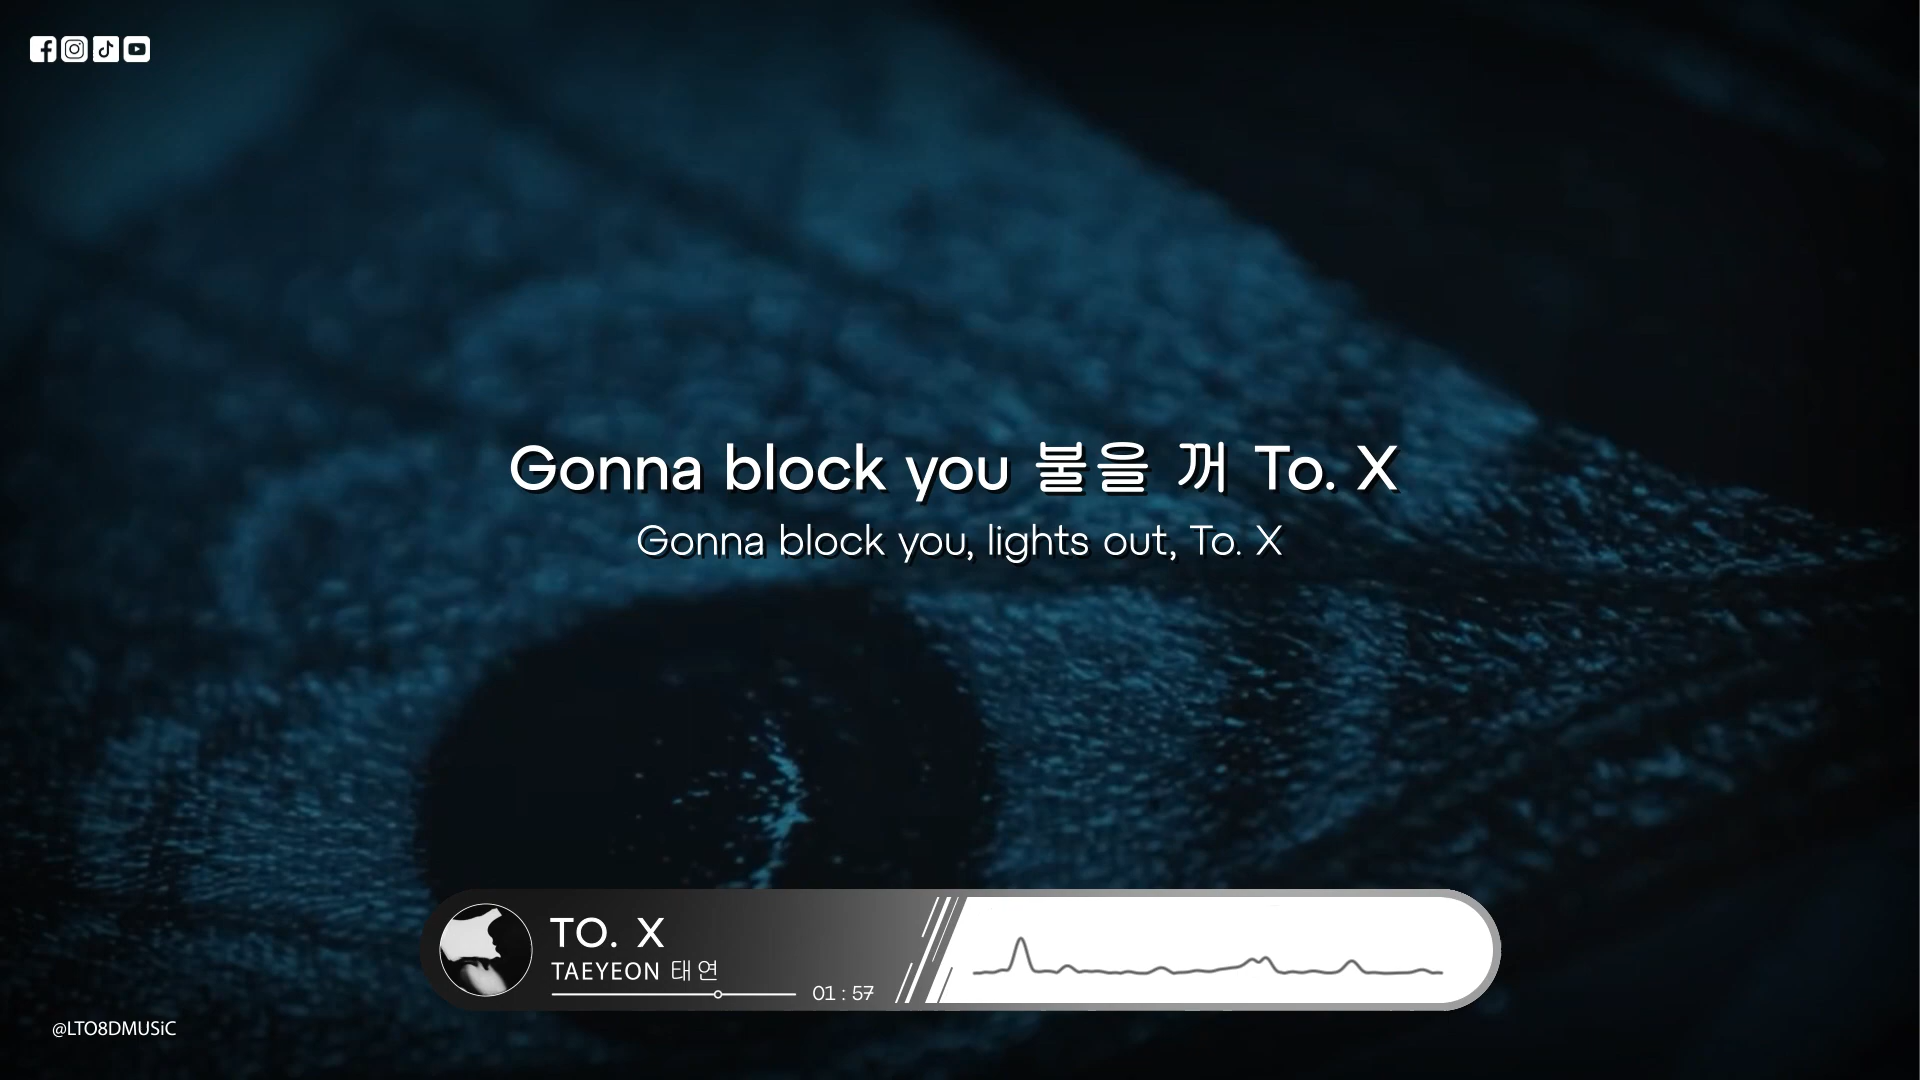 Gonna block you 불을 꺼 To. X
Gonna block you, lights out, To. X
TO. X
TAEYEON 태연
01 : 57
@LTO8DMUSiC